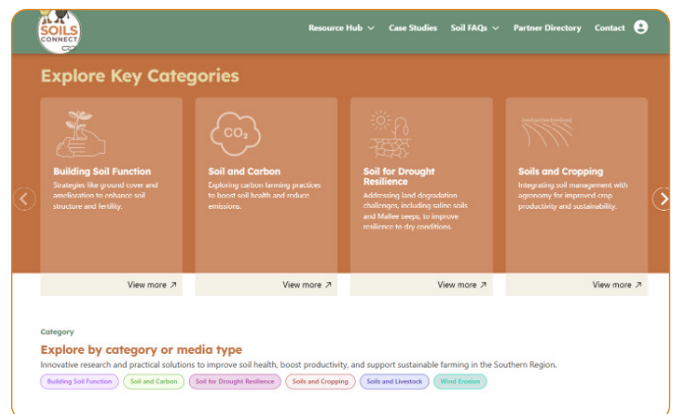 SOILS
CONNECT
Resource Hub
Case Studies
Soil FAQs
Partner Directory
Contact
Explore Key Categories
CO₂
Building Soil Function
Strategies like ground cover and
amelioration to enhance soil
structure and fertility.
View more
Soil and Carbon
Exploring carbon farming practices
to boost soil health and reduce
emissions.
View more
Soil for Drought
Resilience
Addressing land degradation
challenges, including saline soils
and Mallee seeps, to improve
resilience to dry conditions.
View more
Soils and Cropping
Integrating soil management with
agronomy for improved crop
productivity and sustainability.
View more
Category
Explore by category or media type
Innovative research and practical solutions to improve soil health, boost productivity, and support sustainable farming in the Southern Region.
Building Soil Function
Soil and Carbon
Soil for Drought Resilience
Soils and Cropping
Soils and Livestock
Wind Erosion